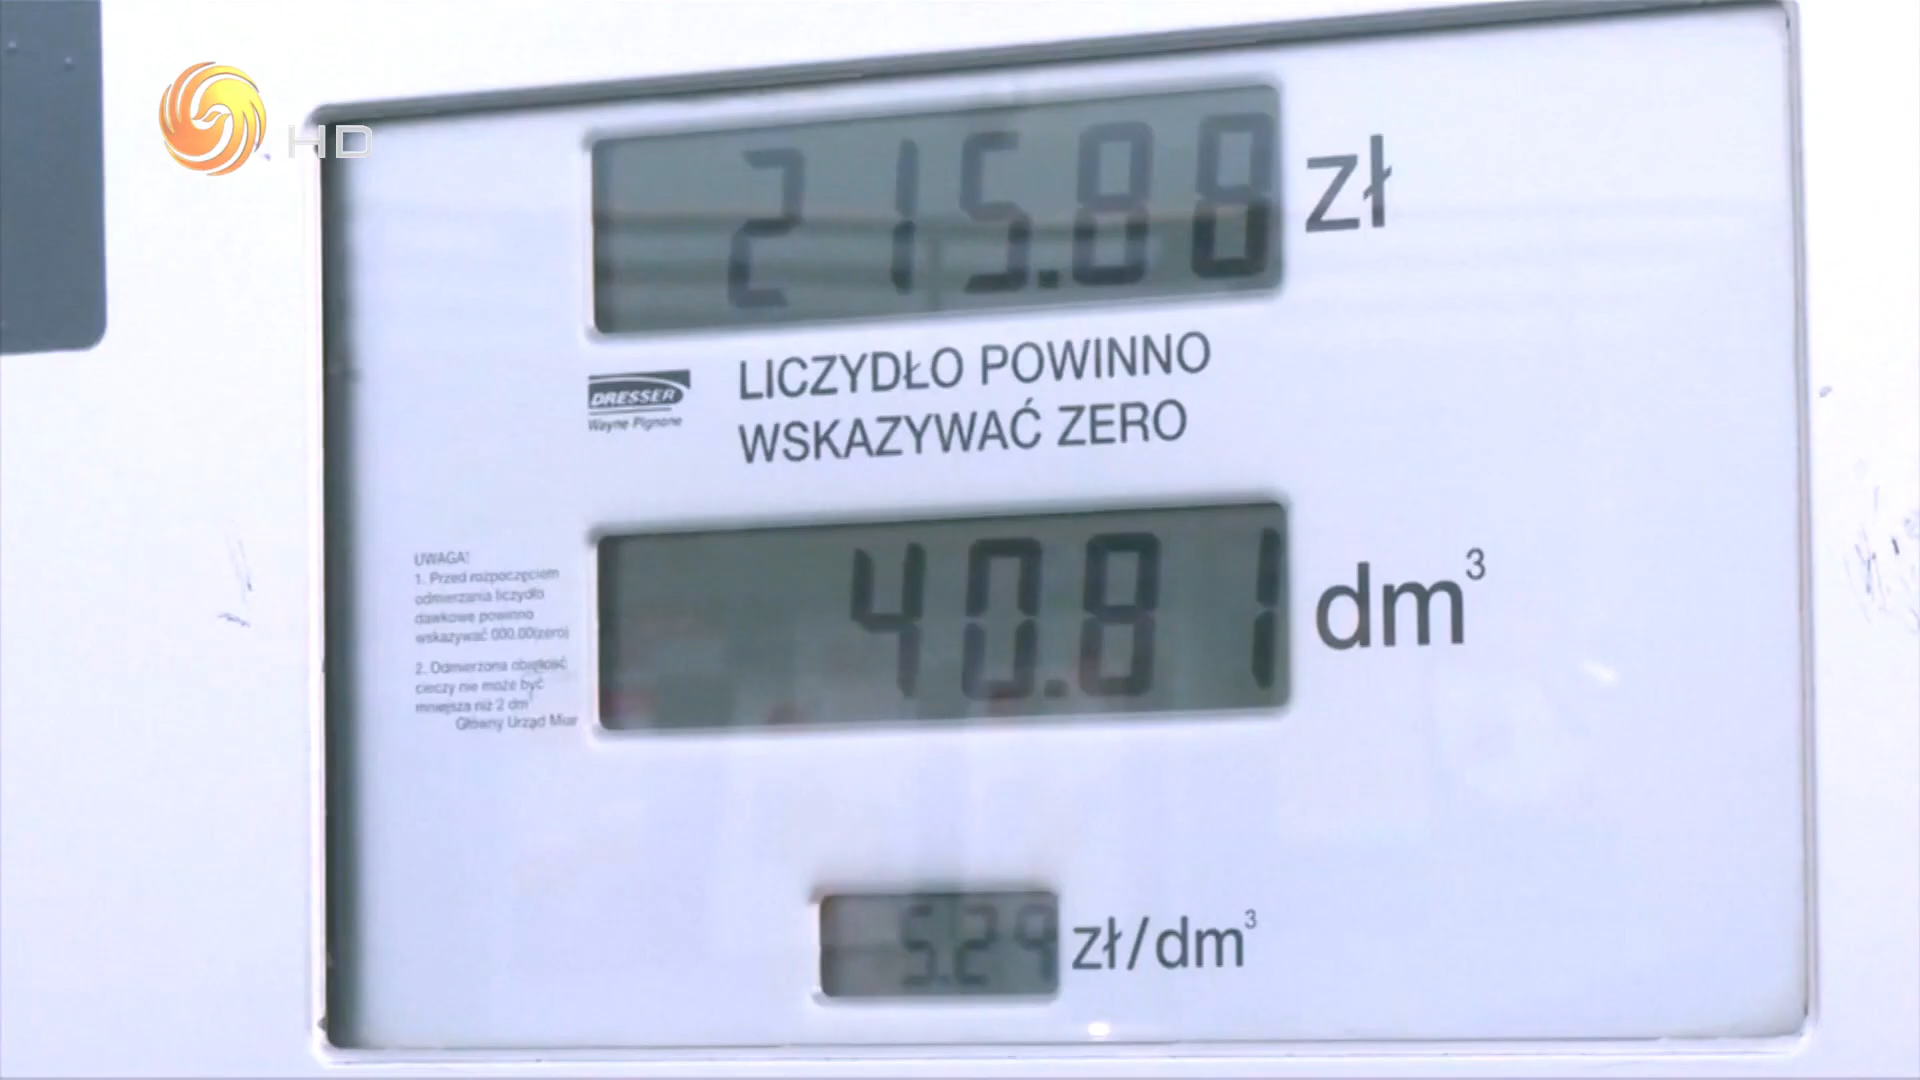 HD
215.88 zł
DRESSER
Wayne Pignone
LICZYDŁO POWINNO
WSKAZYWAĆ ZERO
40.81 dm³
UWAGA!
1. Przed rozpoczęciem
odmierzania liczydło
dawkowe powinno
wskazywać 000.00(zero)
2. Odmierzona objętość
cieczy nie może być
mniejsza niż 2 dm³
Główny Urząd Miar
5.29 zł/dm³